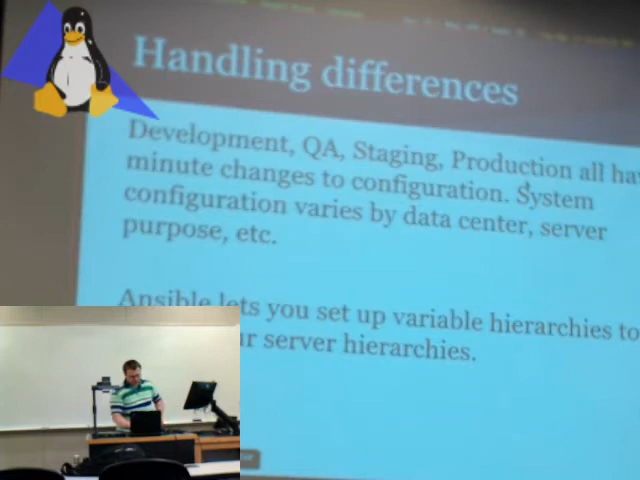 Handling differences
Development, QA, Staging, Production all ha
minute changes to configuration. System
configuration varies by data center, server
purpose, etc.
Ansible lets you set up variable hierarchies to
server hierarchies.